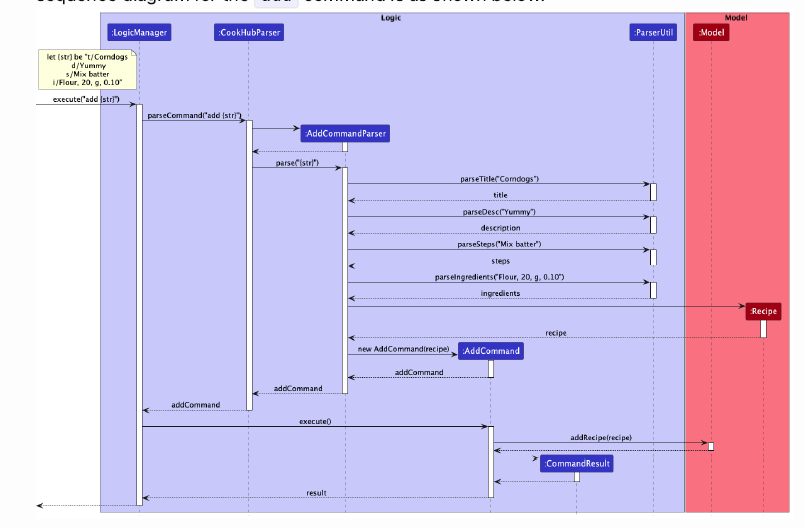 sequence diagram for the add command is as shown below:
Logic
Model
:LogicManager
:CookHubParser
:ParserUtil
:Model
let {str} be "t/Corndogs
d/Yummy
s/Mix batter
i/Flour, 20, g, 0.10"
execute("add {str}")
parseCommand("add {str}")
:AddCommandParser
parse("{str}")
parseTitle("Corndogs")
title
parseDesc("Yummy")
description
parseSteps("Mix batter")
steps
parseIngredients("Flour, 20, g, 0.10")
ingredients
:Recipe
recipe
new AddCommand(recipe)
:AddCommand
addCommand
addCommand
addCommand
execute()
addRecipe(recipe)
:CommandResult
result